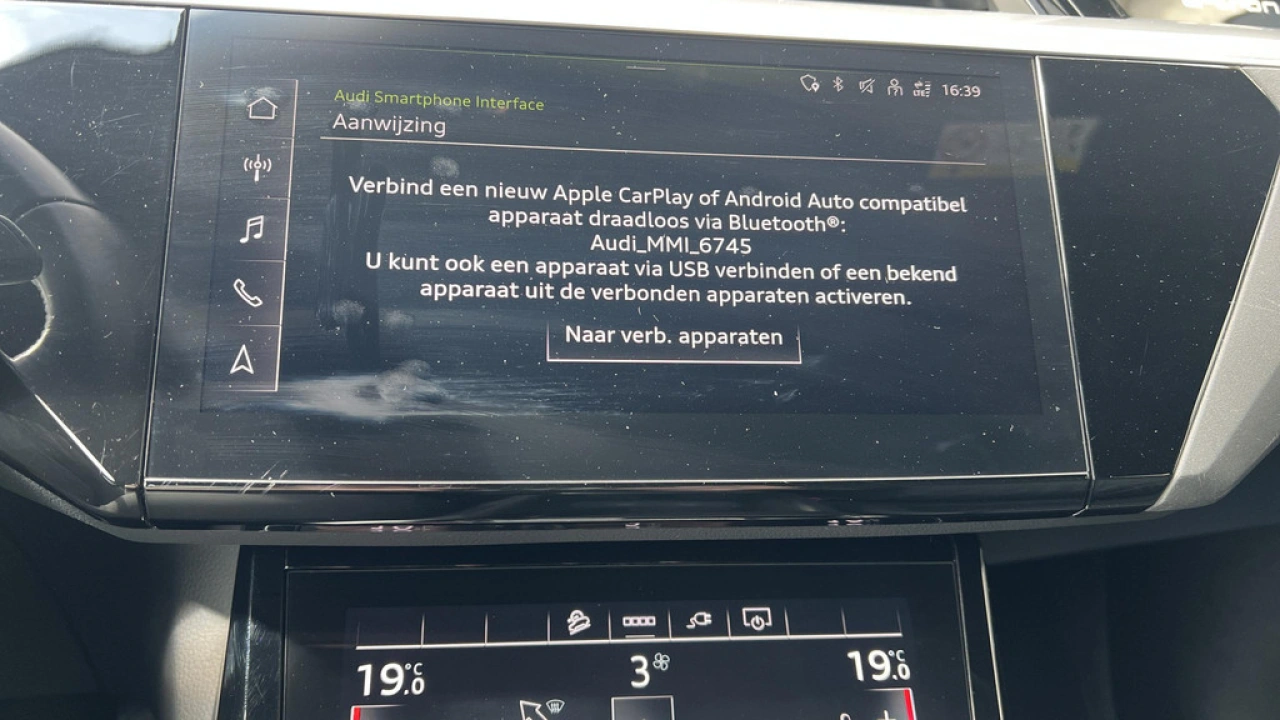 16:39
Audi Smartphone Interface
Aanwijzing
Verbind een nieuw Apple CarPlay of Android Auto compatibel
apparaat draadloos via Bluetooth®:
Audi_MMI_6745
U kunt ook een apparaat via USB verbinden of een bekend
apparaat uit de verbonden apparaten activeren.
Naar verb. apparaten
19.0°C
3
19.0°C